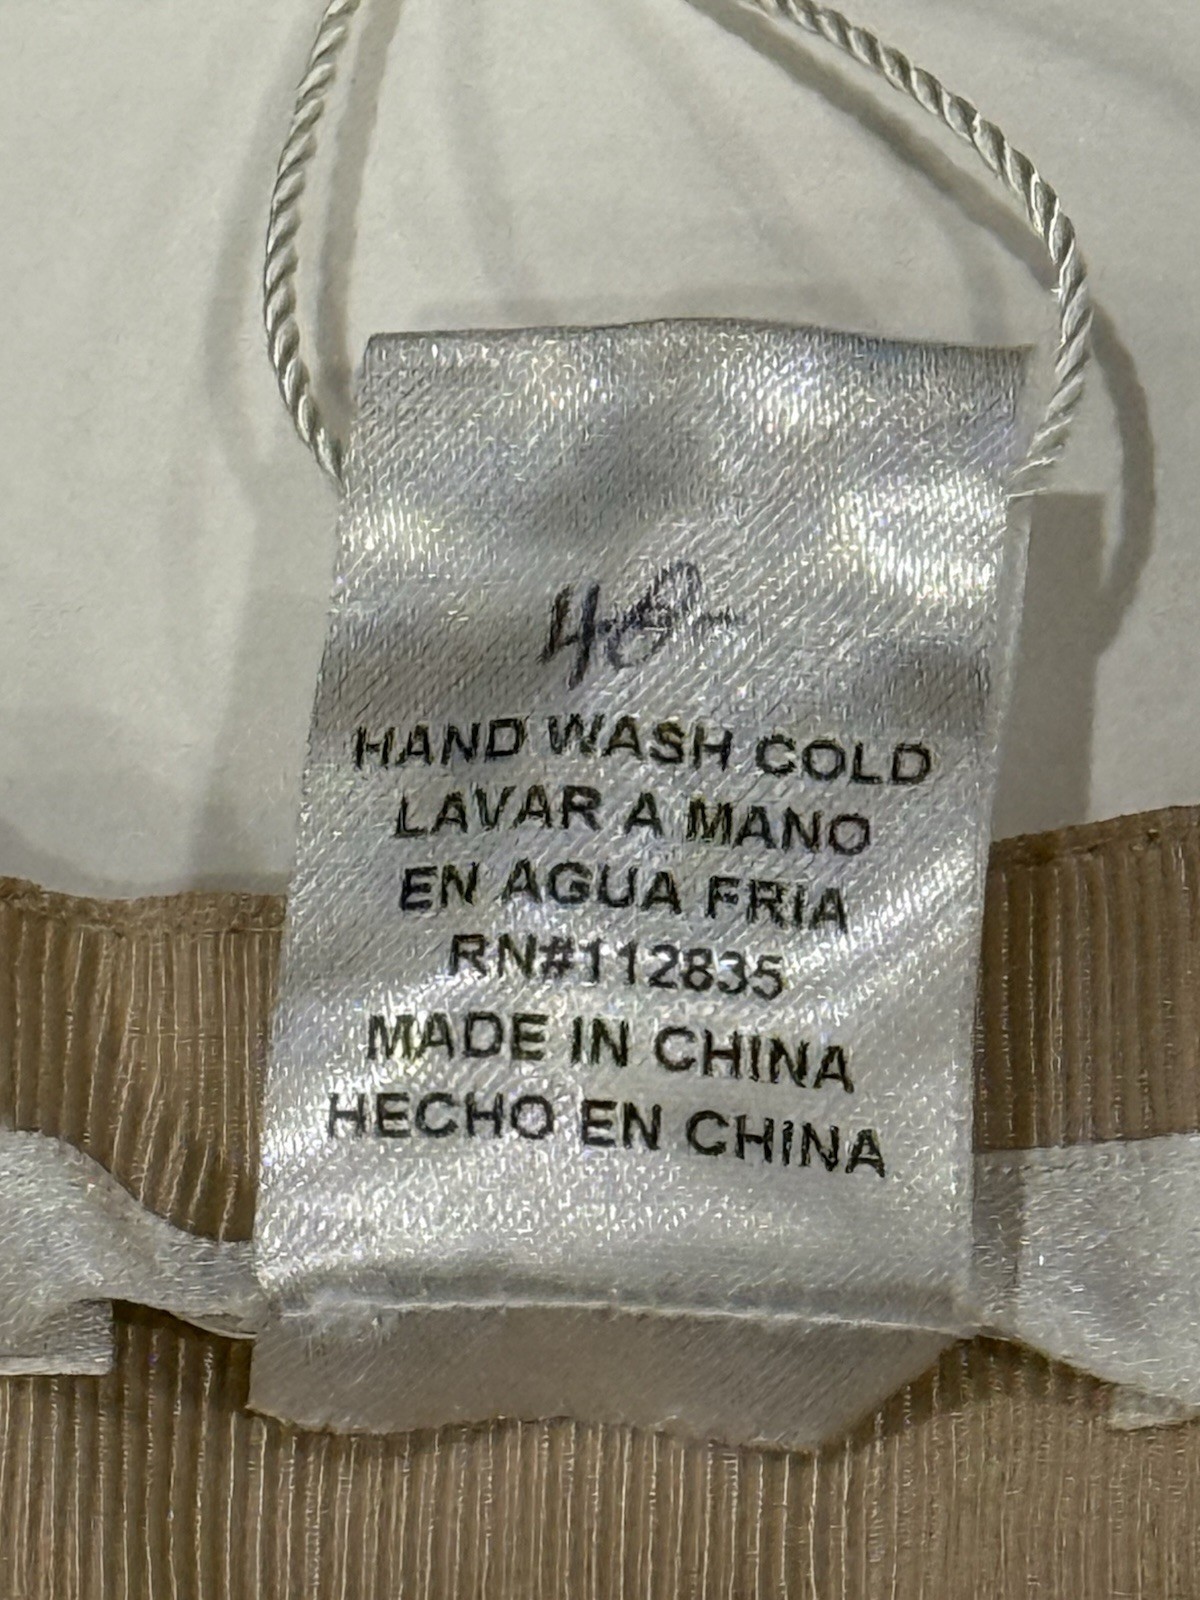 HAND WASH COLD
LAVAR A MANO
EN AGUA FRIA
RN#112835
MADE IN CHINA
HECHO EN CHINA